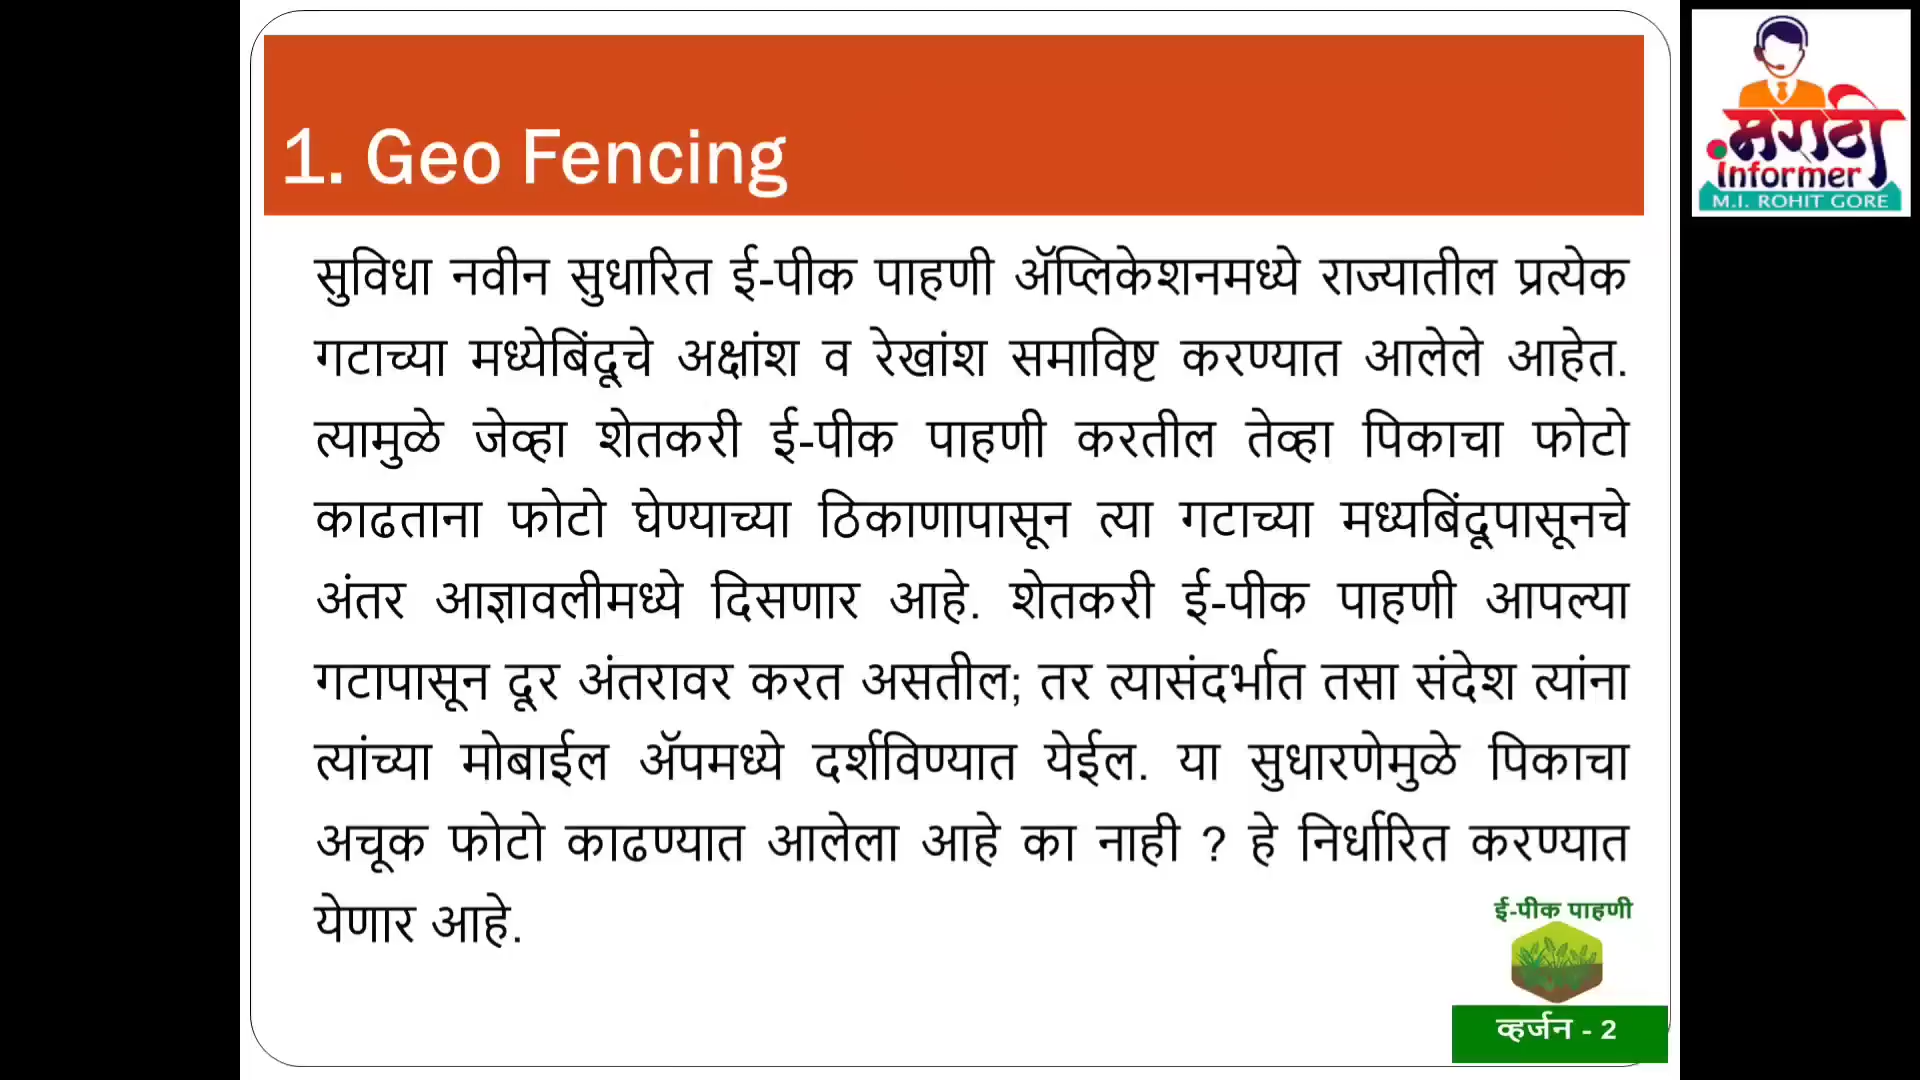 1. Geo Fencing
सुविधा नवीन सुधारित ई-पीक पाहणी ॲप्लिकेशनमध्ये राज्यातील प्रत्येक
गटाच्या मध्येबिंदूचे अक्षांश व रेखांश समाविष्ट करण्यात आलेले आहेत.
त्यामुळे जेव्हा शेतकरी ई-पीक पाहणी करतील तेव्हा पिकाचा फोटो
काढताना फोटो घेण्याच्या ठिकाणापासून त्या गटाच्या मध्यबिंदूपासूनचे
अंतर आज्ञावलीमध्ये दिसणार आहे. शेतकरी ई-पीक पाहणी आपल्या
गटापासून दूर अंतरावर करत असतील; तर त्यासंदर्भात तसा संदेश त्यांना
त्यांच्या मोबाईल ॲपमध्ये दर्शविण्यात येईल. या सुधारणेमुळे पिकाचा
अचूक फोटो काढण्यात आलेला आहे का नाही ? हे निर्धारित करण्यात
येणार आहे.
ई-पीक पाहणी
व्हर्जन - 2
मराठी
informer
M.I. ROHIT GORE